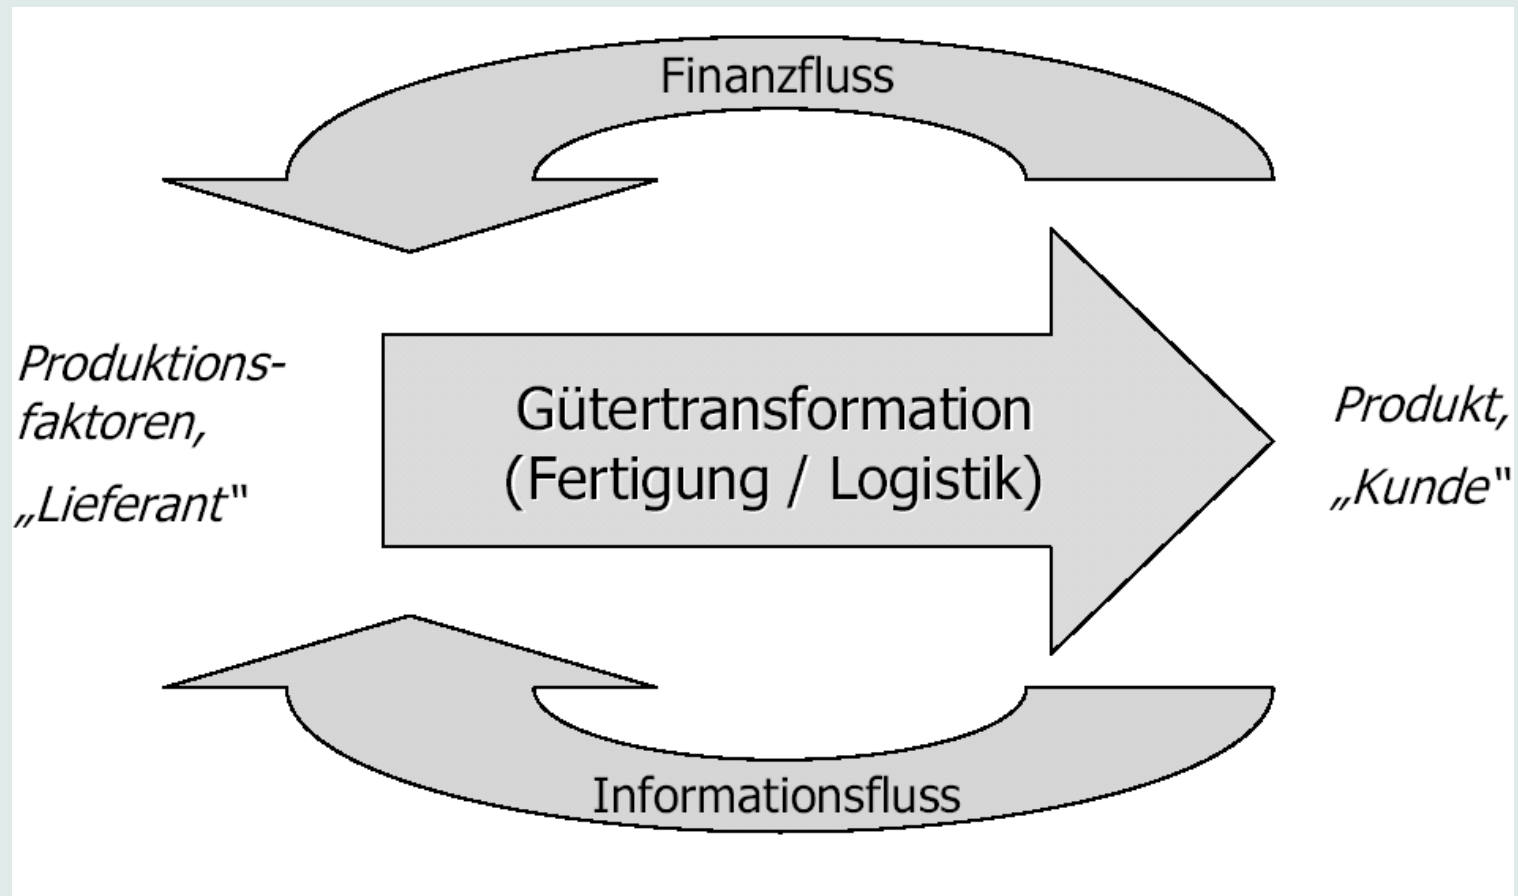 Finanzfluss
Produktions-
faktoren,
„Lieferant“
Gütertransformation
(Fertigung / Logistik)
Produkt,
„Kunde“
Informationsfluss